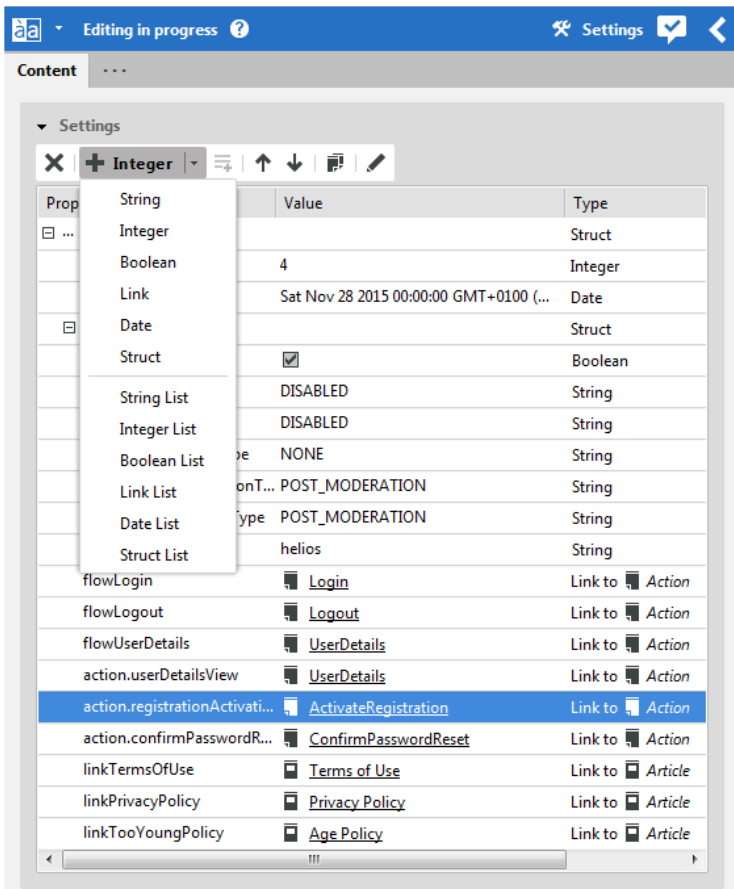 àa Editing in progress ?
Settings
Content ...
Settings
Integer
Prop Value Type
String
... Struct
Integer
4 Integer
Boolean
Link
Sat Nov 28 2015 00:00:00 GMT+0100 (... Date
Date
Struct
Struct
Boolean
String List
DISABLED String
Integer List
DISABLED String
Boolean List
pe NONE String
Link List
onT... POST_MODERATION String
Date List
Type POST_MODERATION String
Struct List
helios String
flowLogin Login Link to Action
flowLogout Logout Link to Action
flowUserDetails UserDetails Link to Action
action.userDetailsView UserDetails Link to Action
action.registrationActivati... ActivateRegistration Link to Action
action.confirmPasswordR... ConfirmPasswordReset Link to Action
linkTermsOfUse Terms of Use Link to Article
linkPrivacyPolicy Privacy Policy Link to Article
linkTooYoungPolicy Age Policy Link to Article